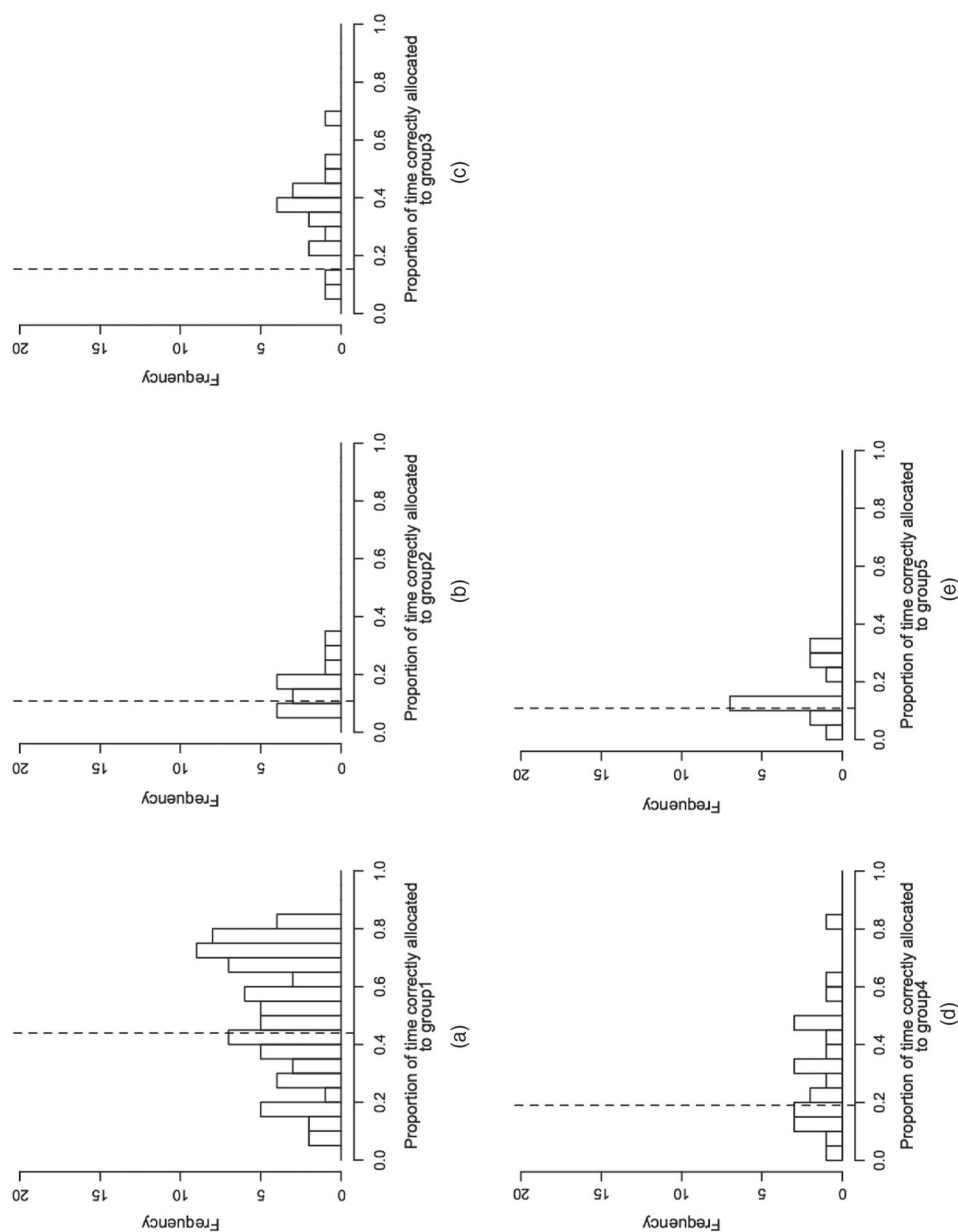 Frequency
0 5 10 15 20
0.0 0.2 0.4 0.6 0.8 1.0
Proportion of time correctly allocated
to group1
(a)
Frequency
0 5 10 15 20
0.0 0.2 0.4 0.6 0.8 1.0
Proportion of time correctly allocated
to group2
(b)
Frequency
0 5 10 15 20
0.0 0.2 0.4 0.6 0.8 1.0
Proportion of time correctly allocated
to group3
(c)
Frequency
0 5 10 15 20
0.0 0.2 0.4 0.6 0.8 1.0
Proportion of time correctly allocated
to group4
(d)
Frequency
0 5 10 15 20
0.0 0.2 0.4 0.6 0.8 1.0
Proportion of time correctly allocated
to group5
(e)